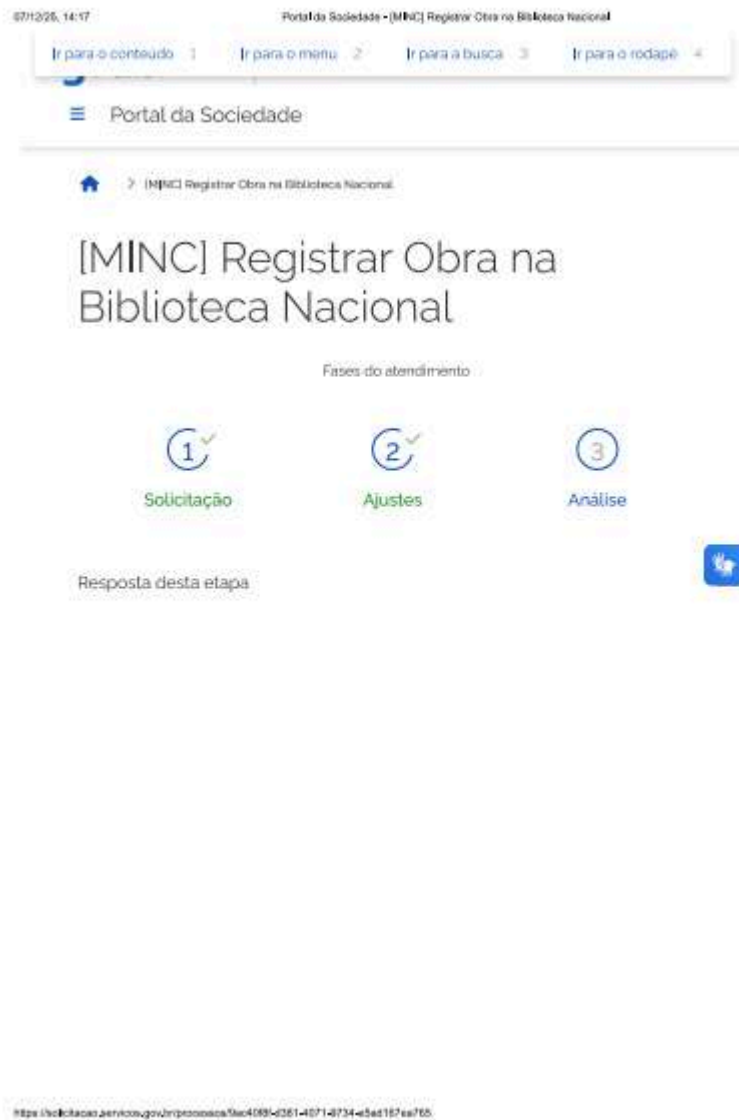 07/12/25, 14:17 Portal da Sociedade - [MINC] Registrar Obra na Biblioteca Nacional
Ir para o conteúdo 1 Ir para o menu 2 Ir para a busca 3 Ir para o rodapé 4
Portal da Sociedade
> [MINC] Registrar Obra na Biblioteca Nacional
[MINC] Registrar Obra na
Biblioteca Nacional
Fases do atendimento
1 2 3
Solicitação Ajustes Análise
Resposta desta etapa